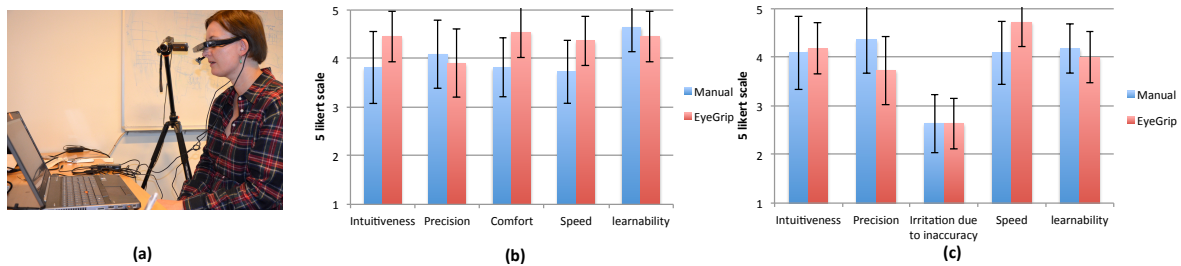 5 likert scale
5
4
3
2
1
Intuitiveness
Precision
Comfort
Speed
learnability
Manual
EyeGrip
5 likert scale
5
4
3
2
1
Intuitiveness
Precision
Irritation due
to inaccuracy
Speed
learnability
Manual
EyeGrip
(a)
(b)
(c)